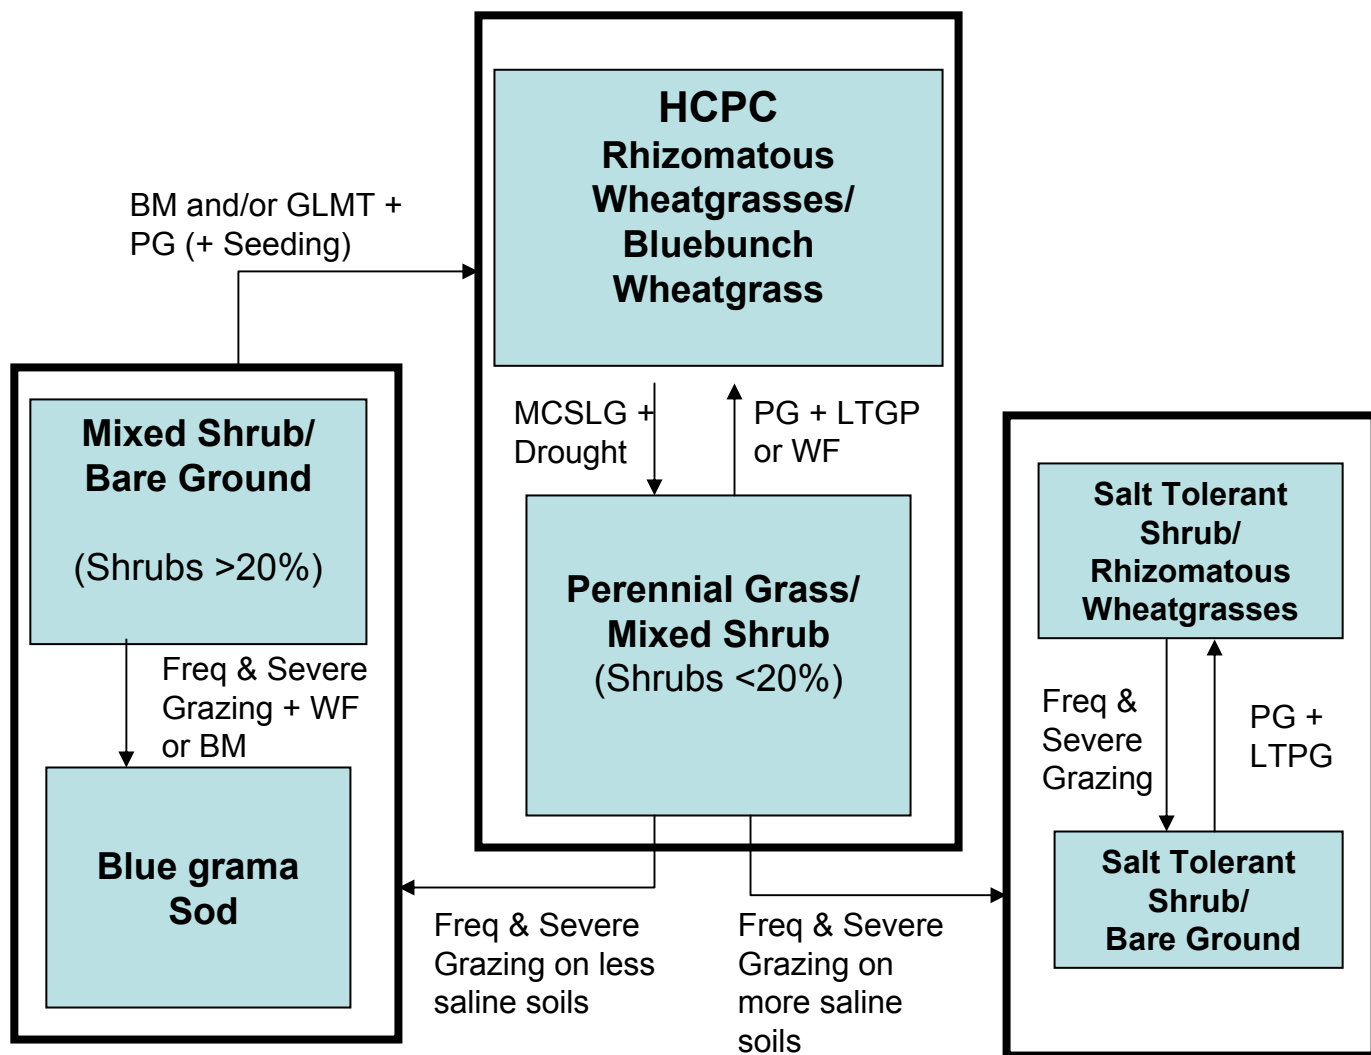 HCPC
Rhizomatous
Wheatgrasses/
Bluebunch
Wheatgrass
BM and/or GLMT +
PG (+ Seeding)
MCSLG +
Drought
PG + LTGP
or WF
Mixed Shrub/
Bare Ground
(Shrubs >20%)
Freq & Severe
Grazing + WF
or BM
Blue grama
Sod
Perennial Grass/
Mixed Shrub
(Shrubs <20%)
Salt Tolerant
Shrub/
Rhizomatous
Wheatgrasses
Freq &
Severe
Grazing
PG +
LTPG
Salt Tolerant
Shrub/
Bare Ground
Freq & Severe
Grazing on less
saline soils
Freq & Severe
Grazing on
more saline
soils